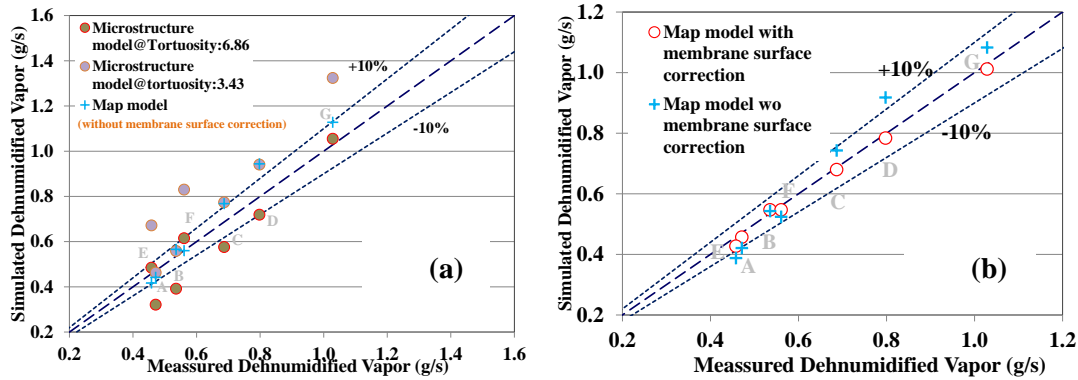 Simulated Dehnumidified Vapor (g/s)
1.6
1.4
1.2
1.0
0.8
0.6
0.4
0.2
Microstructure
model@Tortuosity:6.86
Microstructure
model@tortuosity:3.43
Map model
(without membrane surface correction)
+10%
-10%
G
F
E
D
C
B
A
(a)
0.2 0.4 0.6 0.8 1.0 1.2 1.4 1.6
Meassured Dehnumidified Vapor (g/s)
Simulated Dehnumidified Vapor (g/s)
1.2
1.0
0.8
0.6
0.4
0.2
(b)
Map model with
membrane surface
correction
Map model wo
membrane surface
correction
+10%
-10%
G
F
E
D
C
B
A
0.2 0.4 0.6 0.8 1.0 1.2
Meassured Dehnumidified Vapor (g/s)